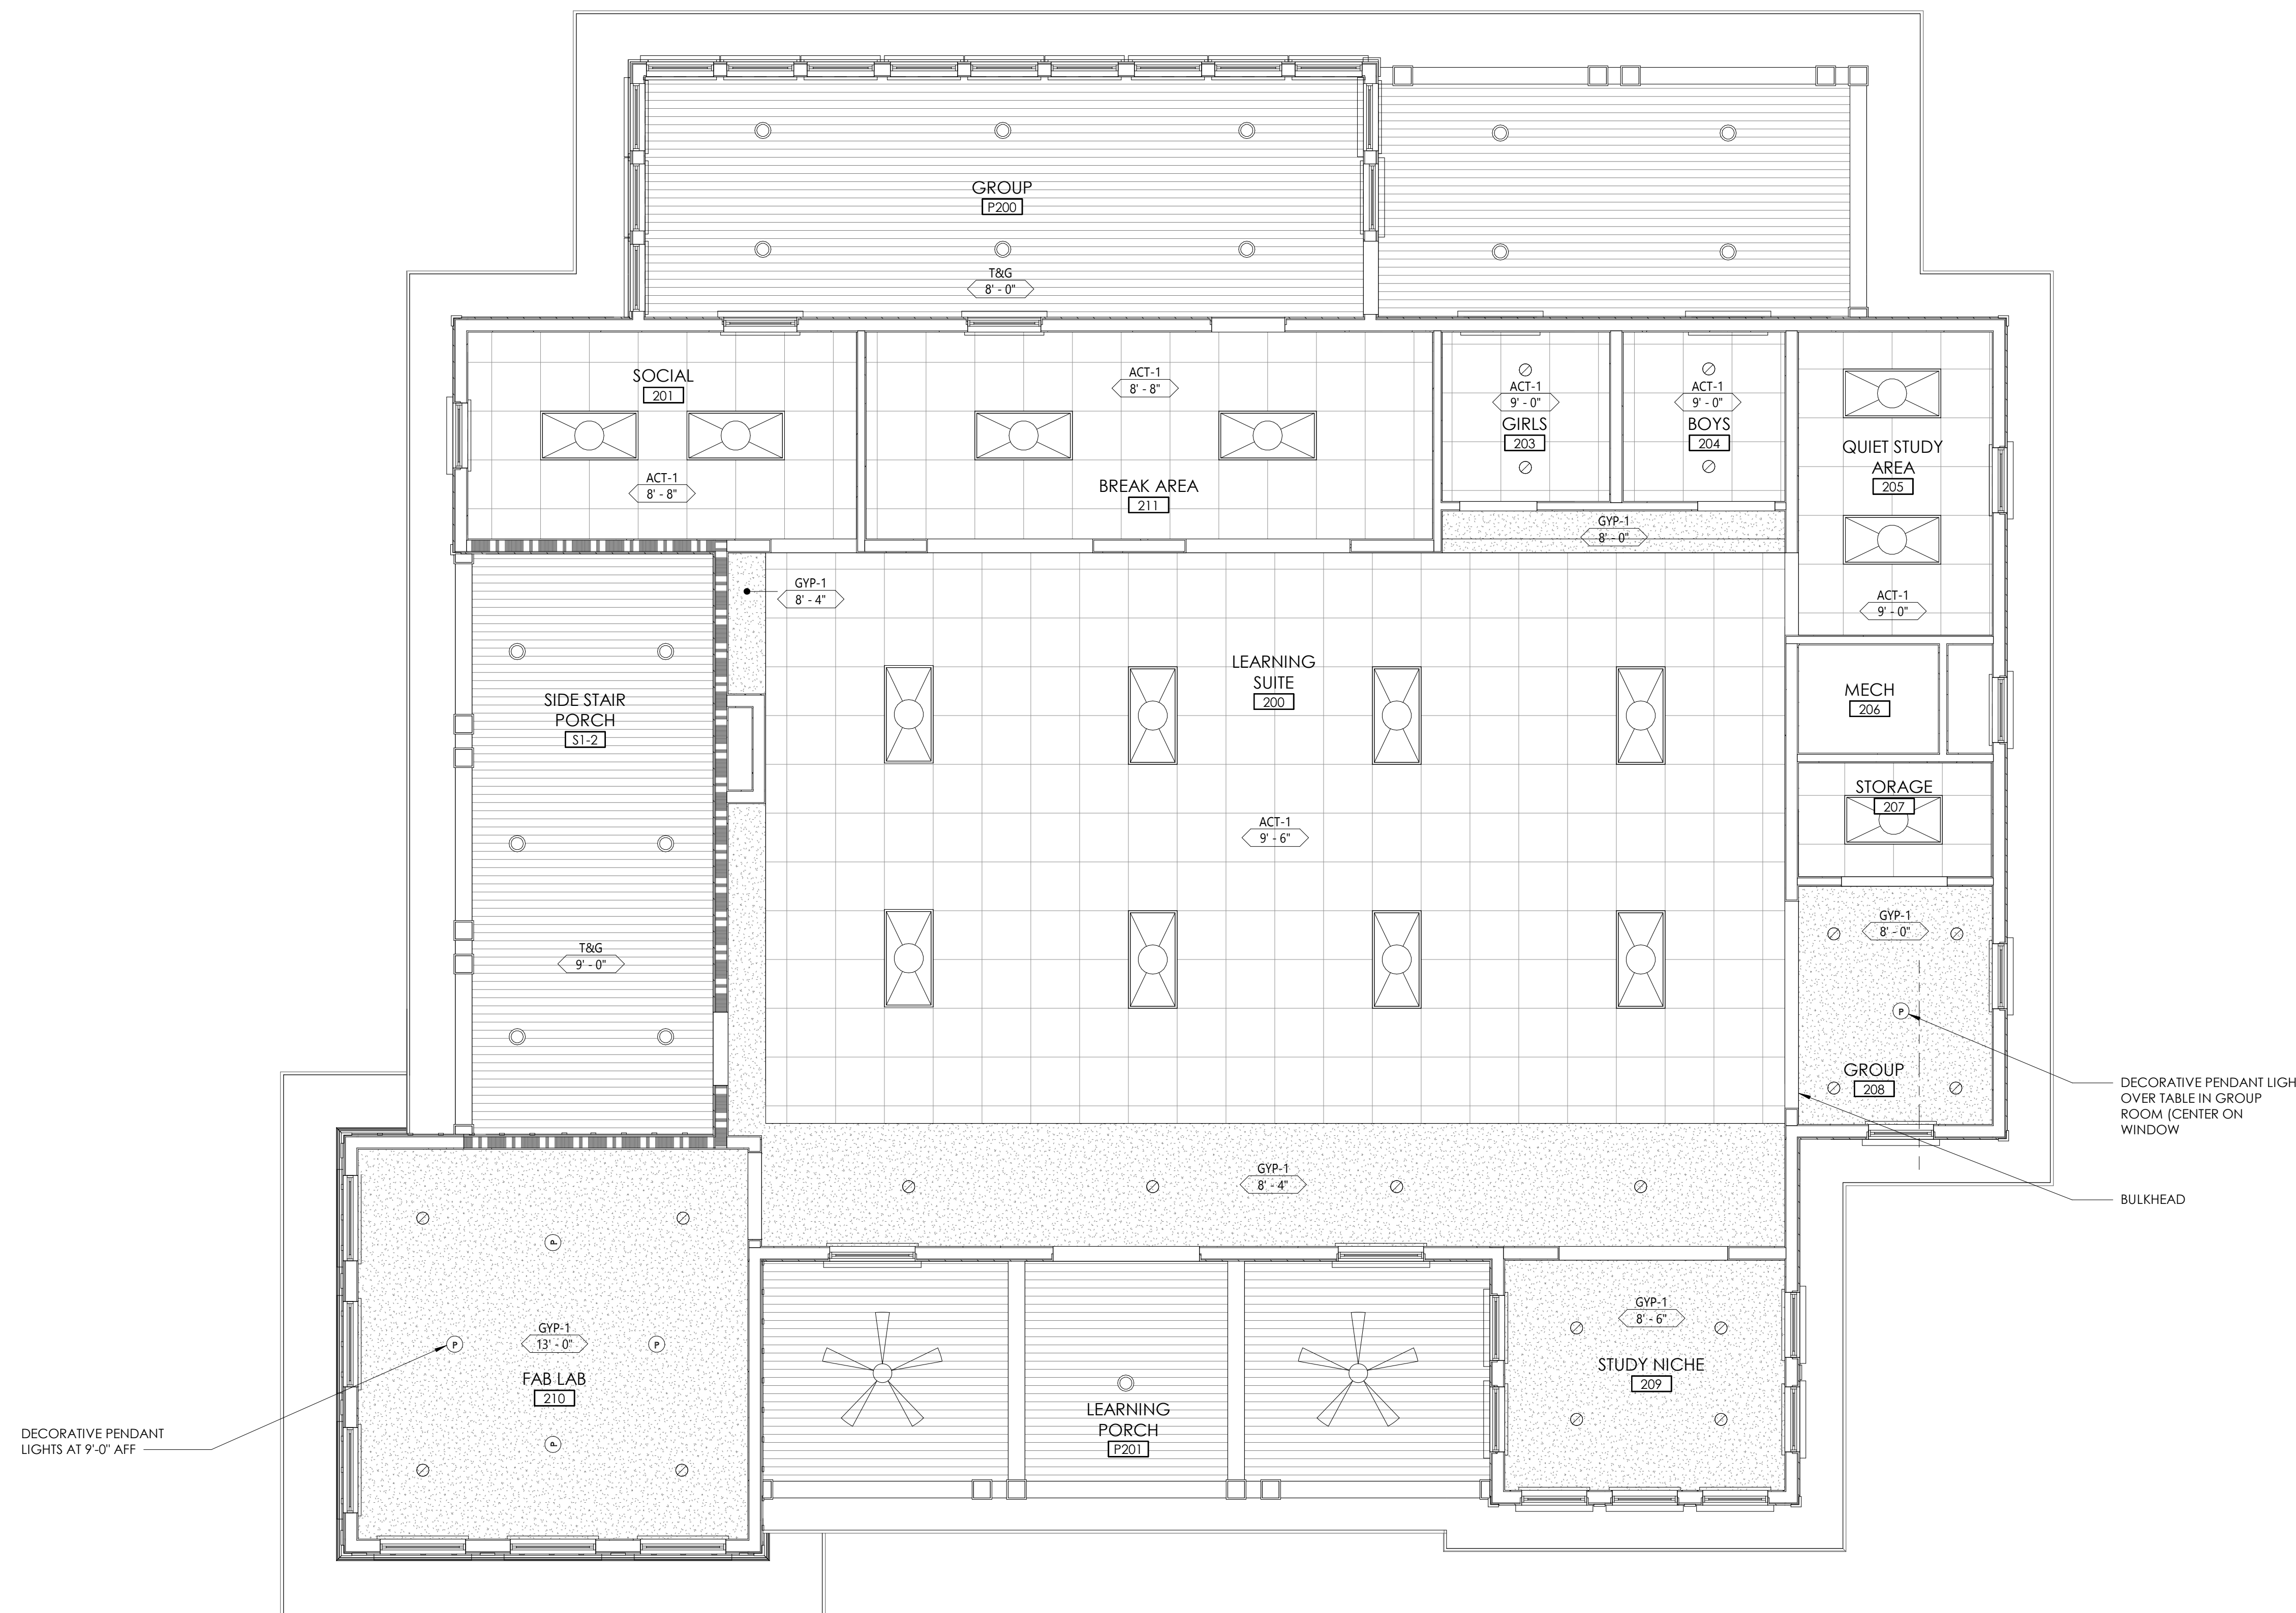 GROUP
P200
T&G
8' - 0"
SOCIAL
201
ACT-1
8' - 8"
ACT-1
8' - 8"
BREAK AREA
211
ACT-1
9' - 0"
GIRLS
203
ACT-1
9' - 0"
BOYS
204
QUIET STUDY
AREA
205
ACT-1
9' - 0"
GYP-1
8' - 0"
GYP-1
8' - 4"
LEARNING
SUITE
200
SIDE STAIR
PORCH
S1-2
MECH
206
STORAGE
207
ACT-1
9' - 6"
T&G
9' - 0"
GYP-1
8' - 0"
P
GROUP
208
DECORATIVE PENDANT LIGH
OVER TABLE IN GROUP
ROOM (CENTER ON
WINDOW
BULKHEAD
GYP-1
8' - 4"
P
GYP-1
13' - 0"
P
P
FAB LAB
210
P
DECORATIVE PENDANT
LIGHTS AT 9'-0" AFF
LEARNING
PORCH
P201
GYP-1
8' - 6"
STUDY NICHE
209